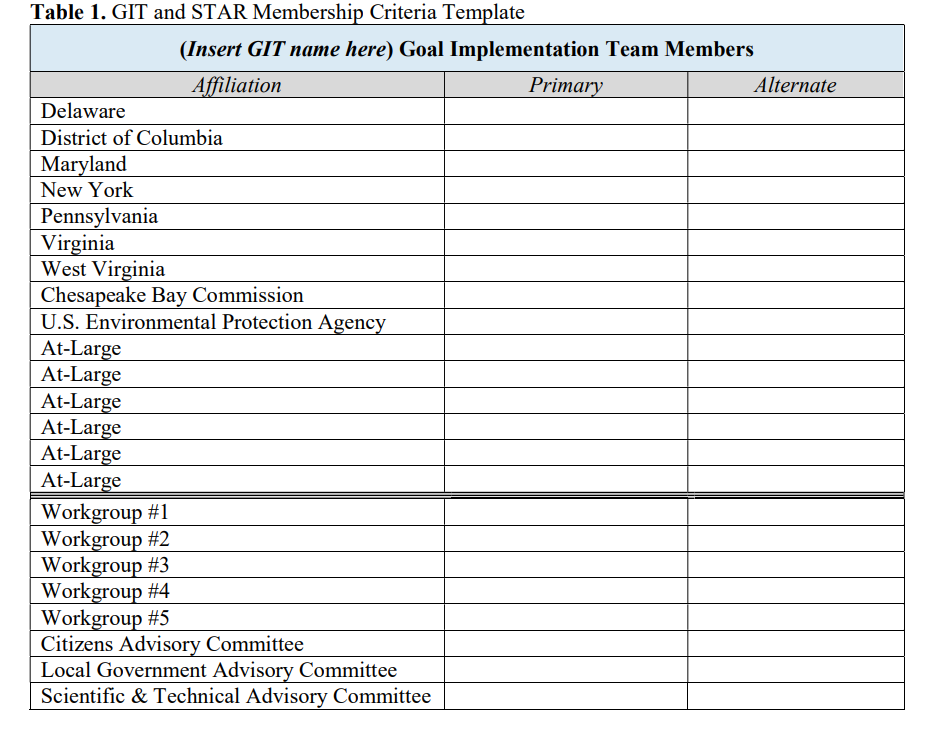 Table 1. GIT and STAR Membership Criteria Template
(Insert GIT name here) Goal Implementation Team Members
Affiliation Primary Alternate
Delaware
District of Columbia
Maryland
New York
Pennsylvania
Virginia
West Virginia
Chesapeake Bay Commission
U.S. Environmental Protection Agency
At-Large
At-Large
At-Large
At-Large
At-Large
At-Large
Workgroup #1
Workgroup #2
Workgroup #3
Workgroup #4
Workgroup #5
Citizens Advisory Committee
Local Government Advisory Committee
Scientific & Technical Advisory Committee